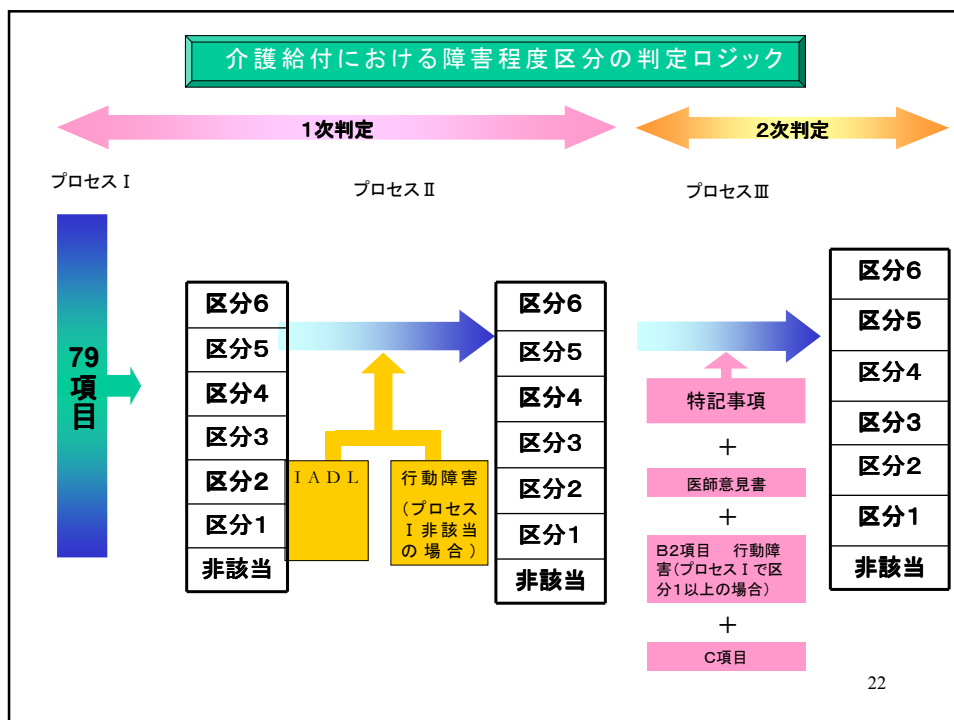 介護給付における障害程度区分の判定ロジック
1次判定
2次判定
プロセスⅠ
プロセスⅡ
プロセスⅢ
79
項
目
区分6
区分5
区分4
区分3
区分2
区分1
非該当
IADL
行動障害
(プロセス
Ⅰ非該当
の場合)
区分6
区分5
区分4
区分3
区分2
区分1
非該当
特記事項
+
医師意見書
+
B2項目 行動障
害(プロセスⅠで区
分1以上の場合)
+
C項目
区分6
区分5
区分4
区分3
区分2
区分1
非該当
22